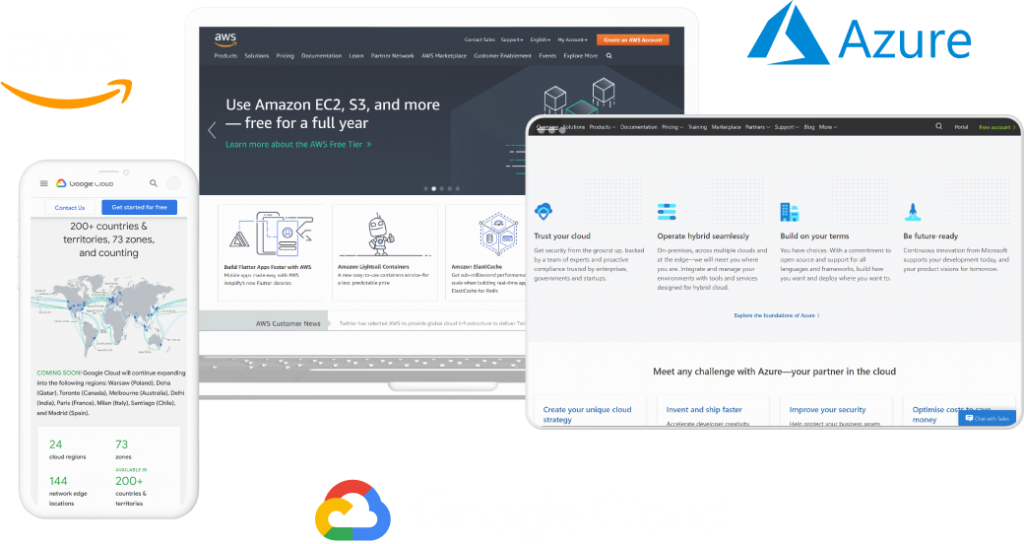 aws
Contact Sales Support English My Account Create an AWS Account
Products Solutions Pricing Documentation Learn Partner Network AWS Marketplace Customer Enablement Events Explore More
Use Amazon EC2, S3, and more
— free for a full year
Learn more about the AWS Free Tier »
Build Flutter Apps Faster with AWS
Mobile apps, made easy with AWS
Amplify's new Flutter libraries
Amazon Lightsail Containers
A new easy-to-use containers service—for
a low, predictable price
Amazon ElastiCache
Get sub-millisecond performance
scale when building real-time app
ElastiCache for Redis
AWS Customer News
Twitter has selected AWS to provide global cloud infrastructure to deliver Twit
Azure
Overview Solutions Products Documentation Pricing Training Marketplace Partners Support Blog More Portal Free account >
Trust your cloud
Get security from the ground up, backed
by a team of experts and proactive
compliance trusted by enterprises,
governments and startups.
Operate hybrid seamlessly
On-premises, across multiple clouds and
at the edge—we will meet you where
you are. Integrate and manage your
environments with tools and services
designed for hybrid cloud.
Build on your terms
You have choices. With a commitment to
open source and support for all
languages and frameworks, build how
you want and deploy where you want to.
Be future-ready
Continuous innovation from Microsoft
supports your development today, and
your product visions for tomorrow.
Explore the foundations of Azure >
Meet any challenge with Azure—your partner in the cloud
Create your unique cloud
strategy
Invent and ship faster
Accelerate developer creativity
Improve your security
Help protect your business assets
Optimise costs to save
money
Chat with Sales
Google Cloud
Contact Us Get started for free
200+ countries &
territories, 73 zones,
and counting
COMING SOON! Google Cloud will continue expanding
into the following regions: Warsaw (Poland), Doha
(Qatar), Toronto (Canada), Melbourne (Australia), Delhi
(India), Paris (France), Milan (Italy), Santiago (Chile),
and Madrid (Spain).
24
cloud regions
73
zones
144
network edge
locations
AVAILABLE IN
200+
countries &
territories